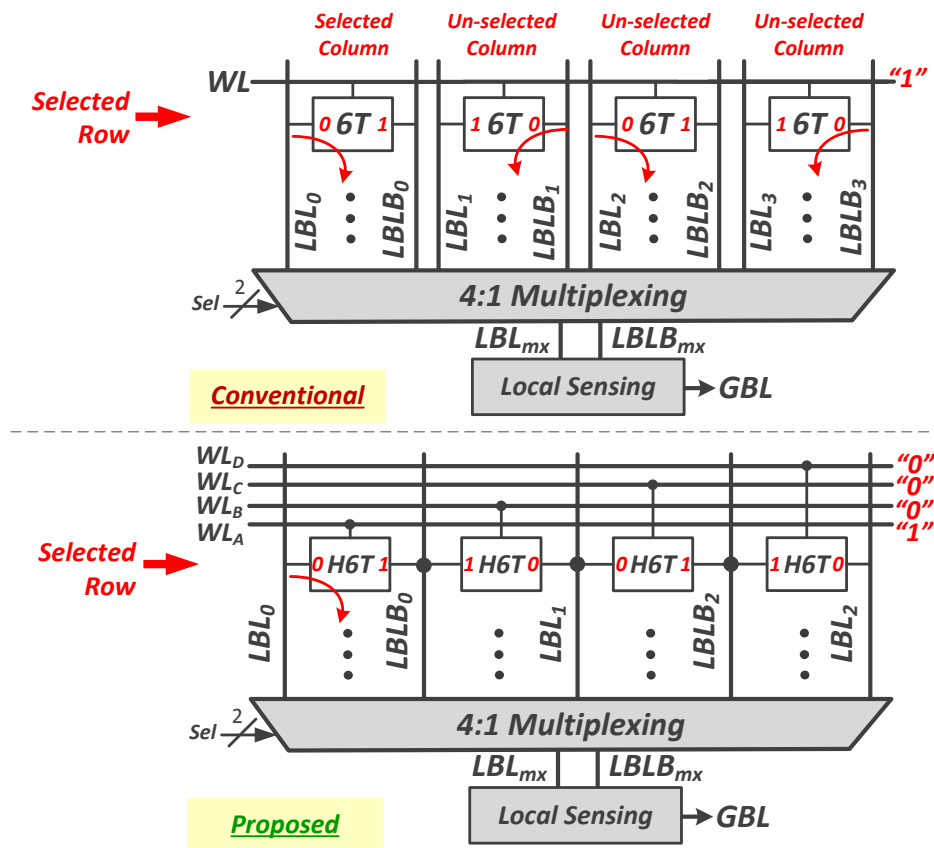 Selected Un-selected Un-selected Un-selected
Column Column Column Column
WL "1"
Selected
Row
0 6T 1 1 6T 0 0 6T 1 1 6T 0
LBL0 LBLB0 LBL1 LBLB1 LBL2 LBLB2 LBL3 LBLB3
2
Sel
4:1 Multiplexing
LBLmx LBLBmx
Local Sensing GBL
Conventional
WLD "0"
WLC "0"
WLB "0"
WLA "1"
Selected
Row
0 H6T 1 1 H6T 0 0 H6T 1 1 H6T 0
LBL0 LBLB0 LBL1 LBLB2 LBL2
2
Sel
4:1 Multiplexing
LBLmx LBLBmx
Local Sensing GBL
Proposed